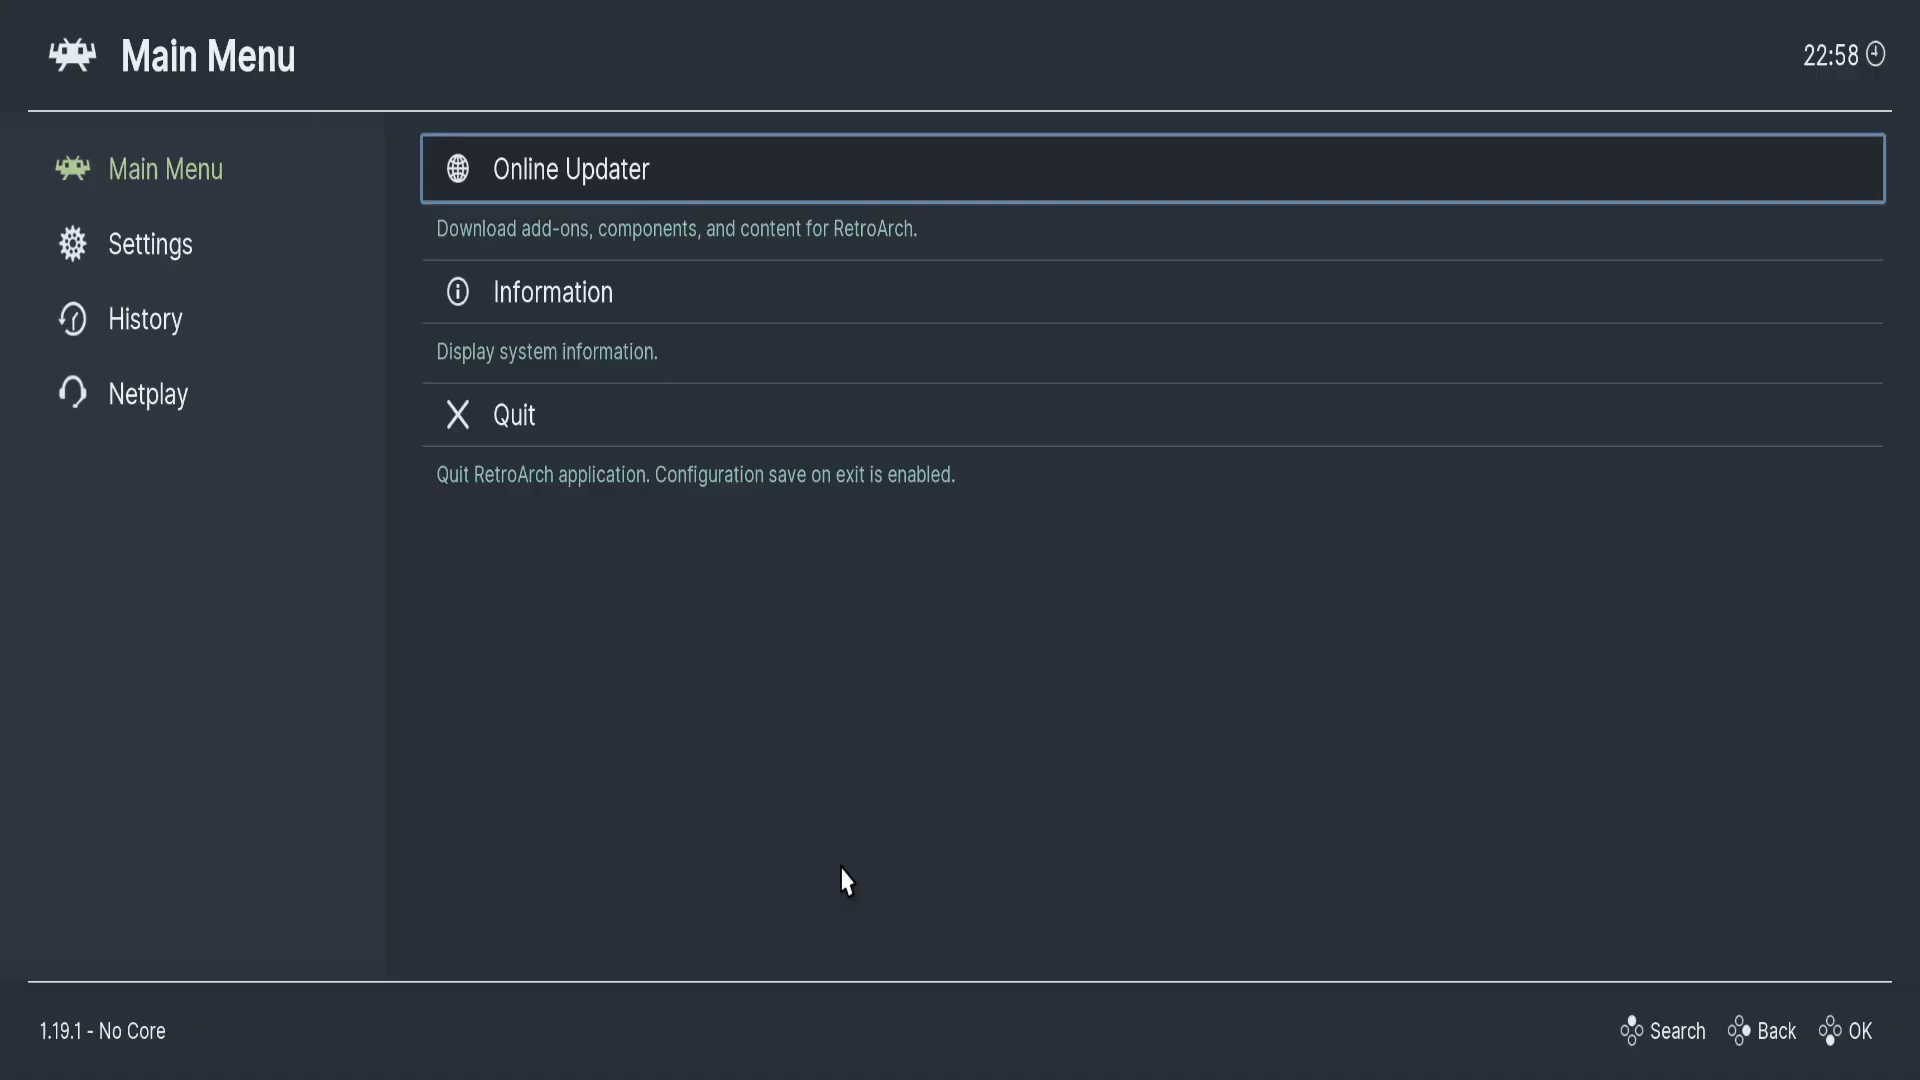 Main Menu
22:58
Main Menu
Settings
History
Netplay
Online Updater
Download add-ons, components, and content for RetroArch.
Information
Display system information.
Quit
Quit RetroArch application. Configuration save on exit is enabled.
1.19.1 - No Core
Search
Back
OK